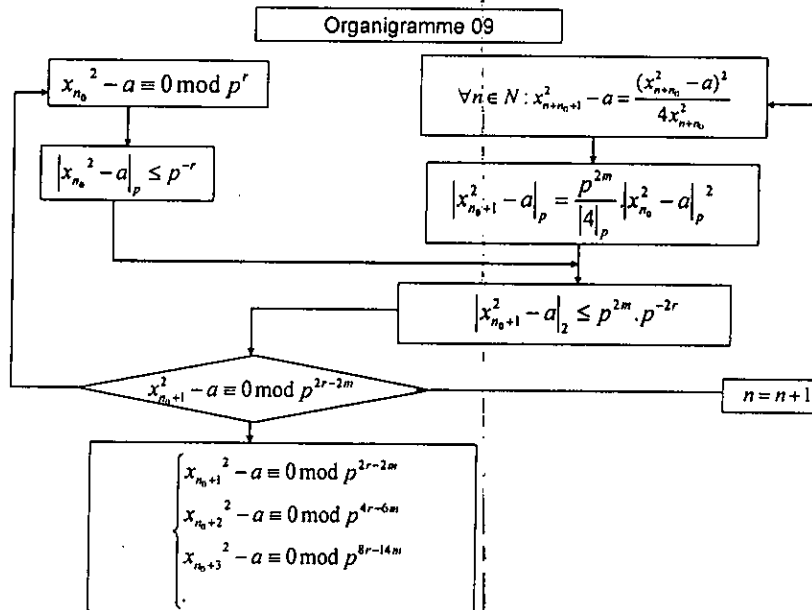 Organigramme 09
x_{n_0}^2 − a ≡ 0 mod p^r
|x_{n_0}^2 − a|_p ≤ p^{−r}
∀n ∈ N : x_{n+n_0+1}^2 − a = (x_{n+n_0}^2 − a)^2 / 4x_{n+n_0}^2
|x_{n_0+1}^2 − a|_p = p^{2m} / |4|_p · |x_{n_0}^2 − a|_p^2
|x_{n_0+1}^2 − a|_2 ≤ p^{2m} . p^{−2r}
x_{n_0+1}^2 − a ≡ 0 mod p^{2r−2m}
n = n+1
x_{n_0+1}^2 − a ≡ 0 mod p^{2r−2m}
x_{n_0+2}^2 − a ≡ 0 mod p^{4r−6m}
x_{n_0+3}^2 − a ≡ 0 mod p^{8r−14m}
.